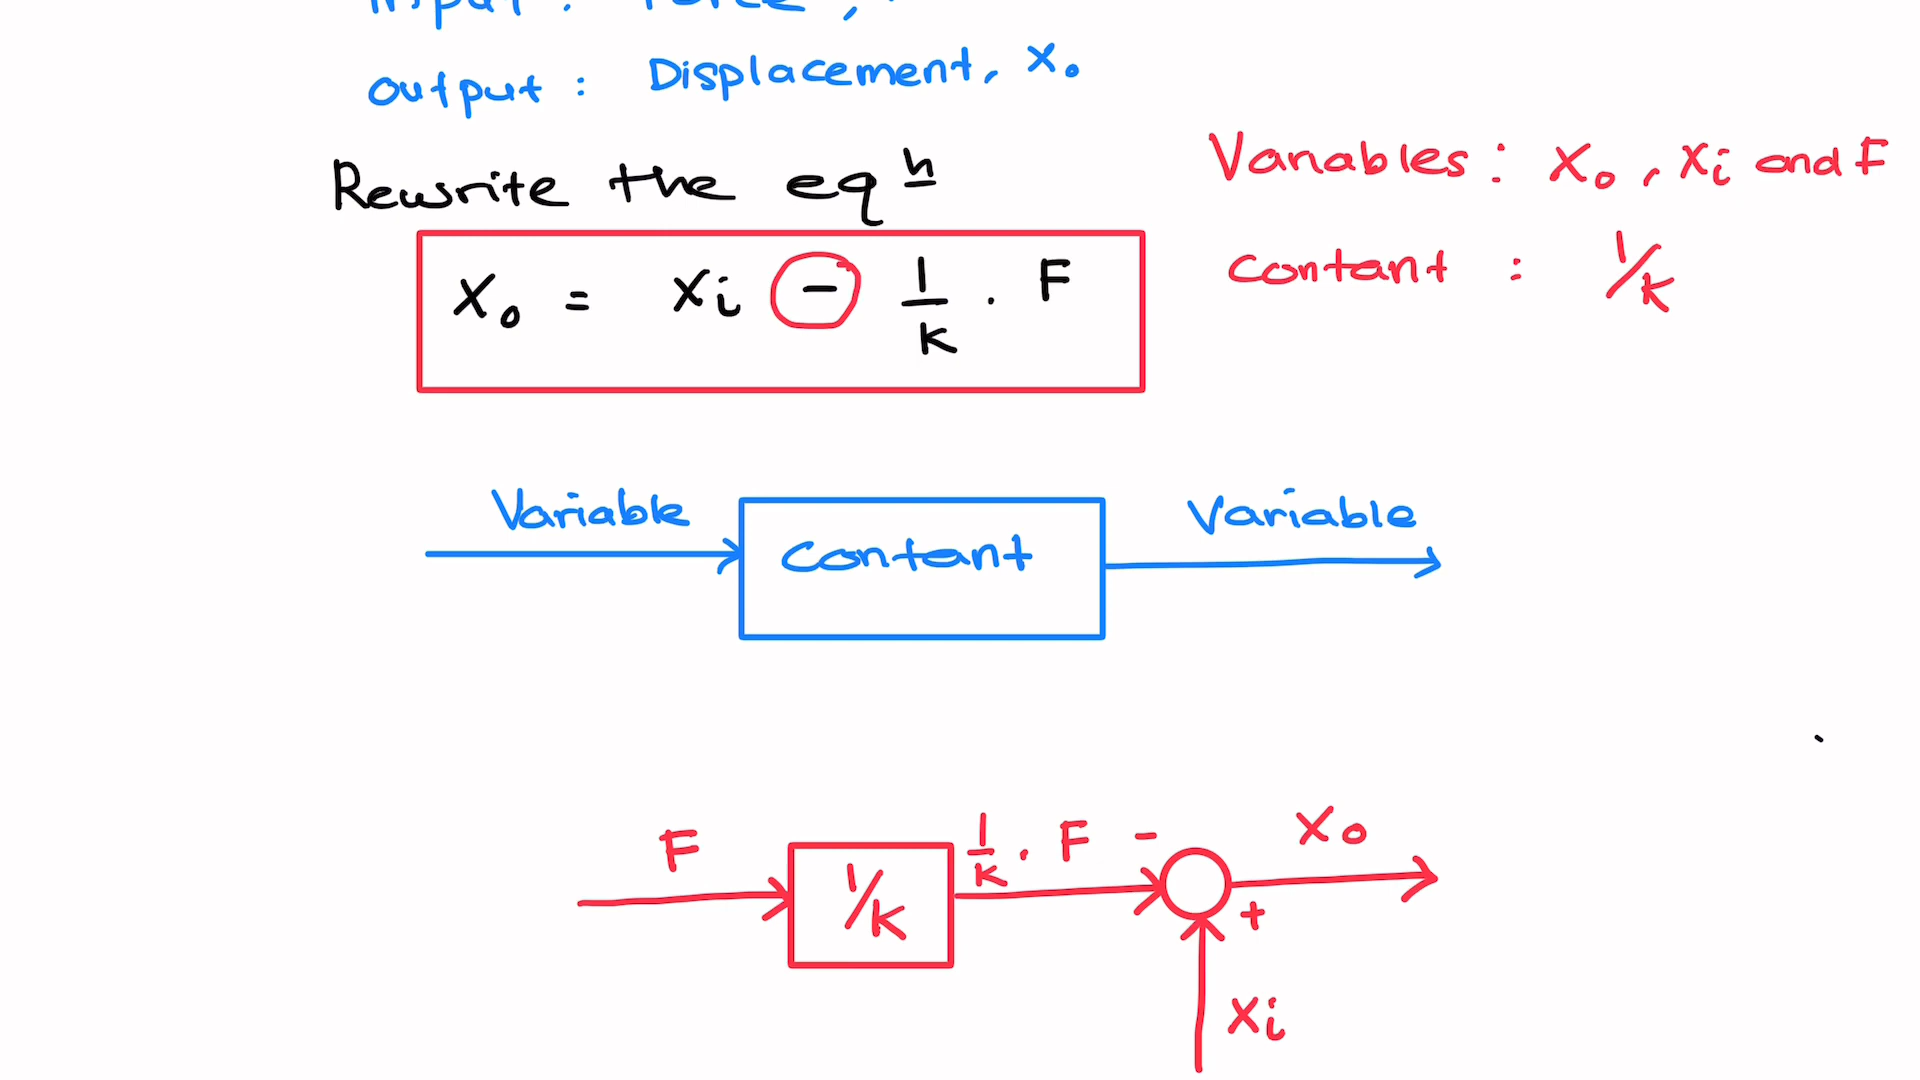 output : Displacement, Xo
Rewrite the eqn
Xo = Xi - 1/K . F
Variables : Xo, Xi and F
contant : 1/K
Variable
contant
Variable
F
1/K
1/K . F
-
Xo
+
Xi